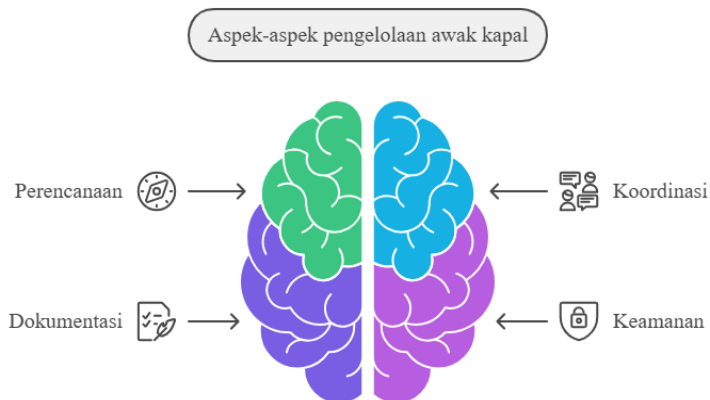 Aspek-aspek pengelolaan awak kapal
Perencanaan
Koordinasi
Dokumentasi
Keamanan